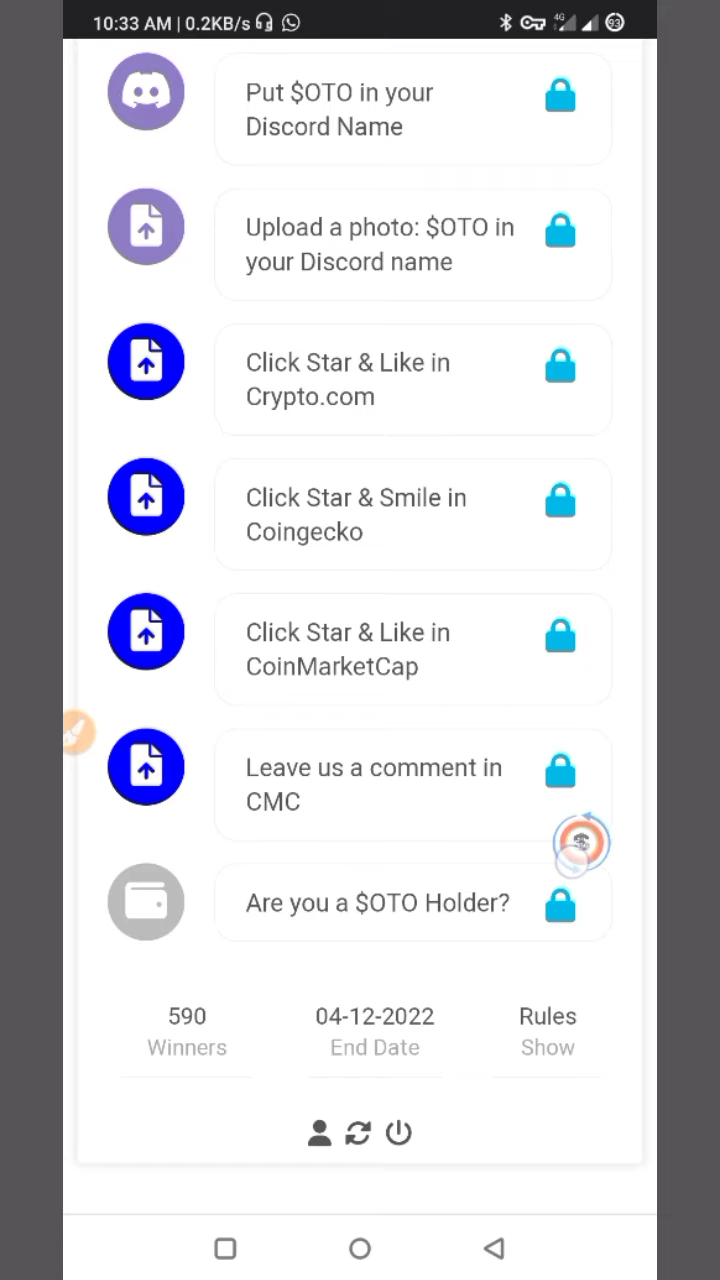 10:33 AM | 0.2KB/s
4G
93
Put $OTO in your
Discord Name
Upload a photo: $OTO in
your Discord name
Click Star & Like in
Crypto.com
Click Star & Smile in
Coingecko
Click Star & Like in
CoinMarketCap
Leave us a comment in
CMC
Are you a $OTO Holder?
590 04-12-2022 Rules
Winners End Date Show